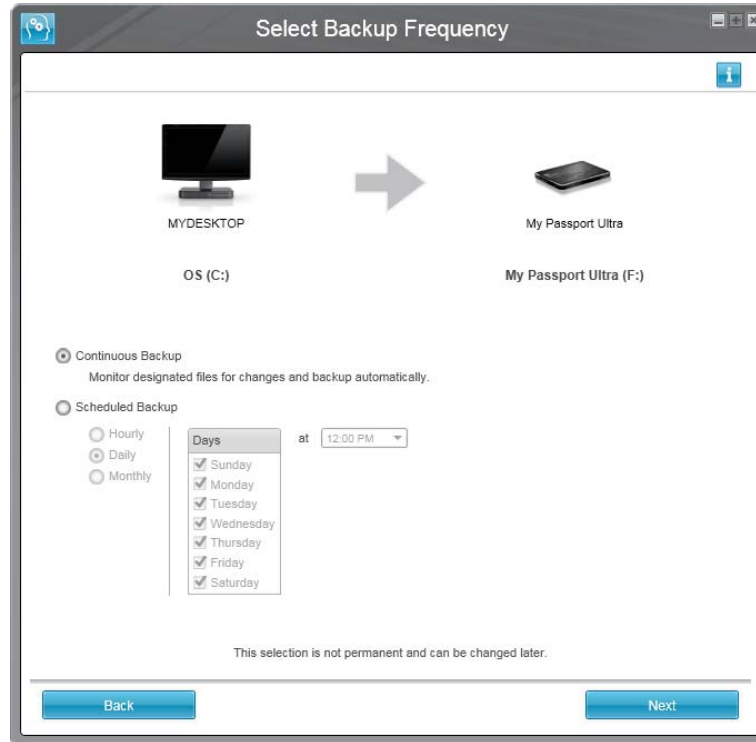 Select Backup Frequency
MYDESKTOP
My Passport Ultra
OS (C:)
My Passport Ultra (F:)
Continuous Backup
Monitor designated files for changes and backup automatically.
Scheduled Backup
Hourly
Daily
Monthly
Days
Sunday
Monday
Tuesday
Wednesday
Thursday
Friday
Saturday
at 12:00 PM
This selection is not permanent and can be changed later.
Back
Next